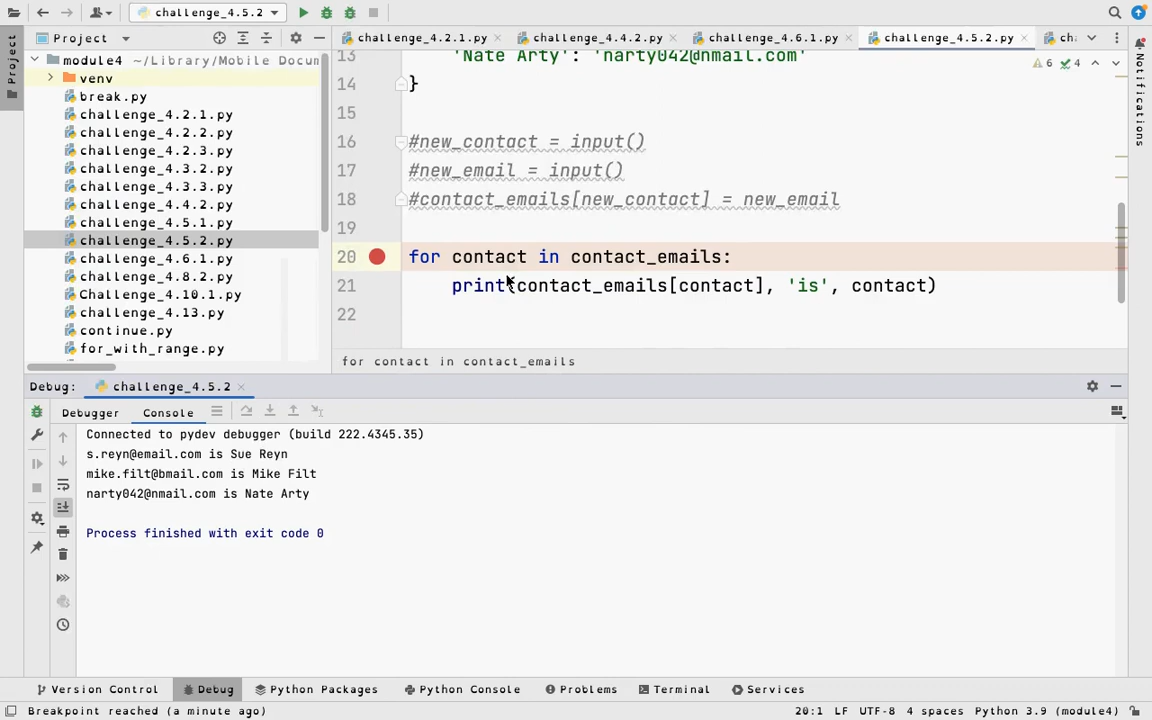 challenge_4.5.2
Project
Project
module4 ~/Library/Mobile Docum
venv
break.py
challenge_4.2.1.py
challenge_4.2.2.py
challenge_4.2.3.py
challenge_4.3.2.py
challenge_4.3.3.py
challenge_4.4.2.py
challenge_4.5.1.py
challenge_4.5.2.py
challenge_4.6.1.py
challenge_4.8.2.py
Challenge_4.10.1.py
challenge_4.13.py
continue.py
for_with_range.py
challenge_4.2.1.py
challenge_4.4.2.py
challenge_4.6.1.py
challenge_4.5.2.py
ch
6 4
13 'Nate Arty': 'narty042@nmail.com'
14 }
15
16 #new_contact = input()
17 #new_email = input()
18 #contact_emails[new_contact] = new_email
19
20 for contact in contact_emails:
21 print(contact_emails[contact], 'is', contact)
22
for contact in contact_emails
Notifications
Debug: challenge_4.5.2
Debugger Console
Connected to pydev debugger (build 222.4345.35)
s.reyn@email.com is Sue Reyn
mike.filt@bmail.com is Mike Filt
narty042@nmail.com is Nate Arty
Process finished with exit code 0
Version Control Debug Python Packages Python Console Problems Terminal Services
Breakpoint reached (a minute ago) 20:1 LF UTF-8 4 spaces Python 3.9 (module4)